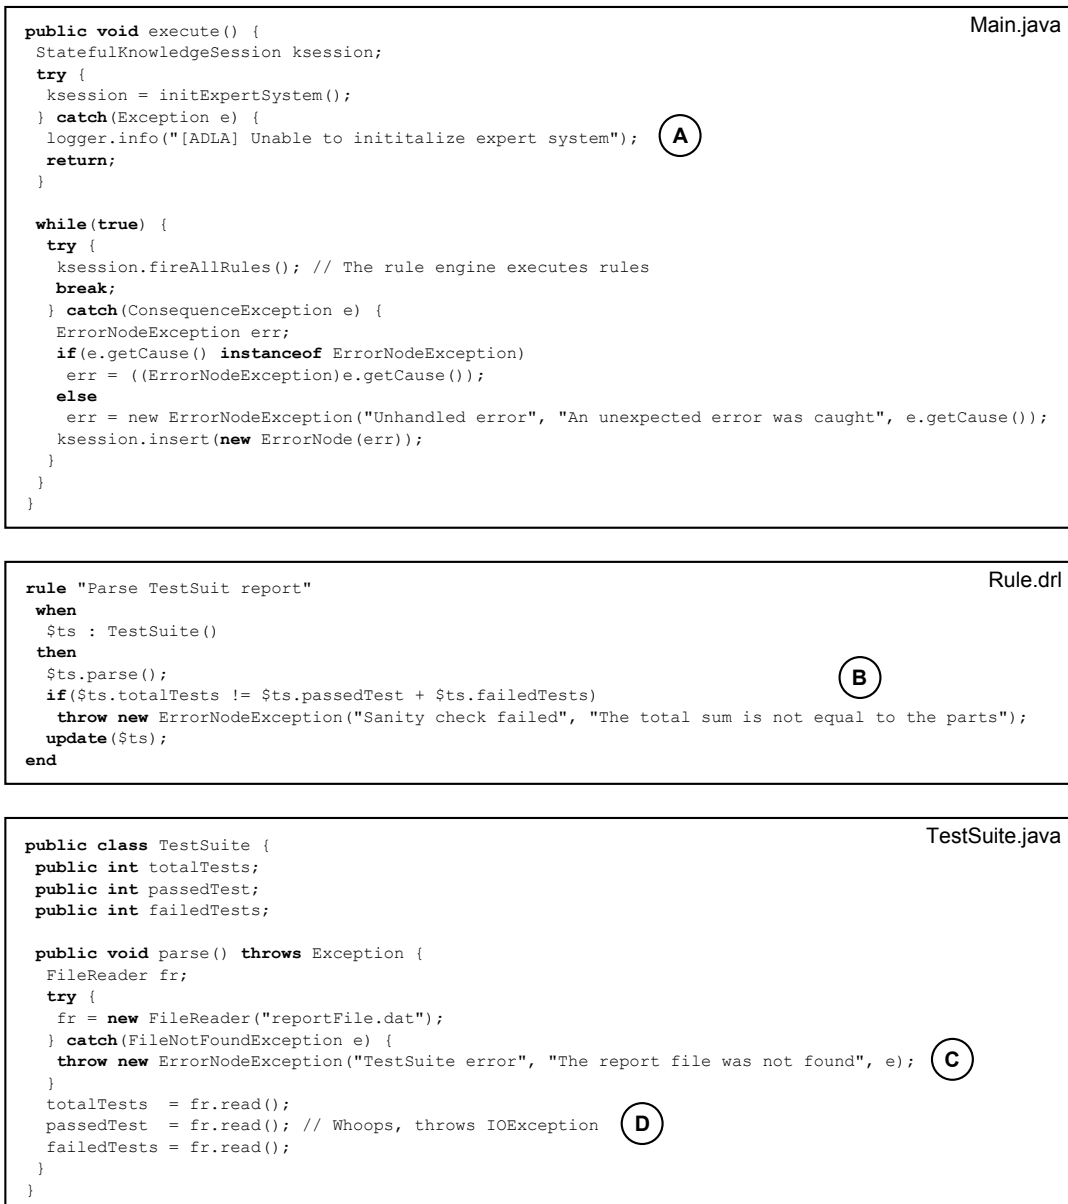 Main.java
public void execute() {
 StatefulKnowledgeSession ksession;
 try {
  ksession = initExpertSystem();
 } catch(Exception e) {
  logger.info("[ADLA] Unable to inititalize expert system"); A
  return;
 }
 while(true) {
  try {
   ksession.fireAllRules(); // The rule engine executes rules
   break;
  } catch(ConsequenceException e) {
   ErrorNodeException err;
   if(e.getCause() instanceof ErrorNodeException)
    err = ((ErrorNodeException)e.getCause());
   else
    err = new ErrorNodeException("Unhandled error", "An unexpected error was caught", e.getCause());
   ksession.insert(new ErrorNode(err));
  }
 }
}
Rule.drl
rule "Parse TestSuit report"
 when
  $ts : TestSuite()
 then
  $ts.parse();
  if($ts.totalTests != $ts.passedTest + $ts.failedTests) B
   throw new ErrorNodeException("Sanity check failed", "The total sum is not equal to the parts");
  update($ts);
end
TestSuite.java
public class TestSuite {
 public int totalTests;
 public int passedTest;
 public int failedTests;
 public void parse() throws Exception {
  FileReader fr;
  try {
   fr = new FileReader("reportFile.dat");
  } catch(FileNotFoundException e) {
   throw new ErrorNodeException("TestSuite error", "The report file was not found", e); C
  }
  totalTests  = fr.read();
  passedTest  = fr.read(); // Whoops, throws IOException D
  failedTests = fr.read();
 }
}